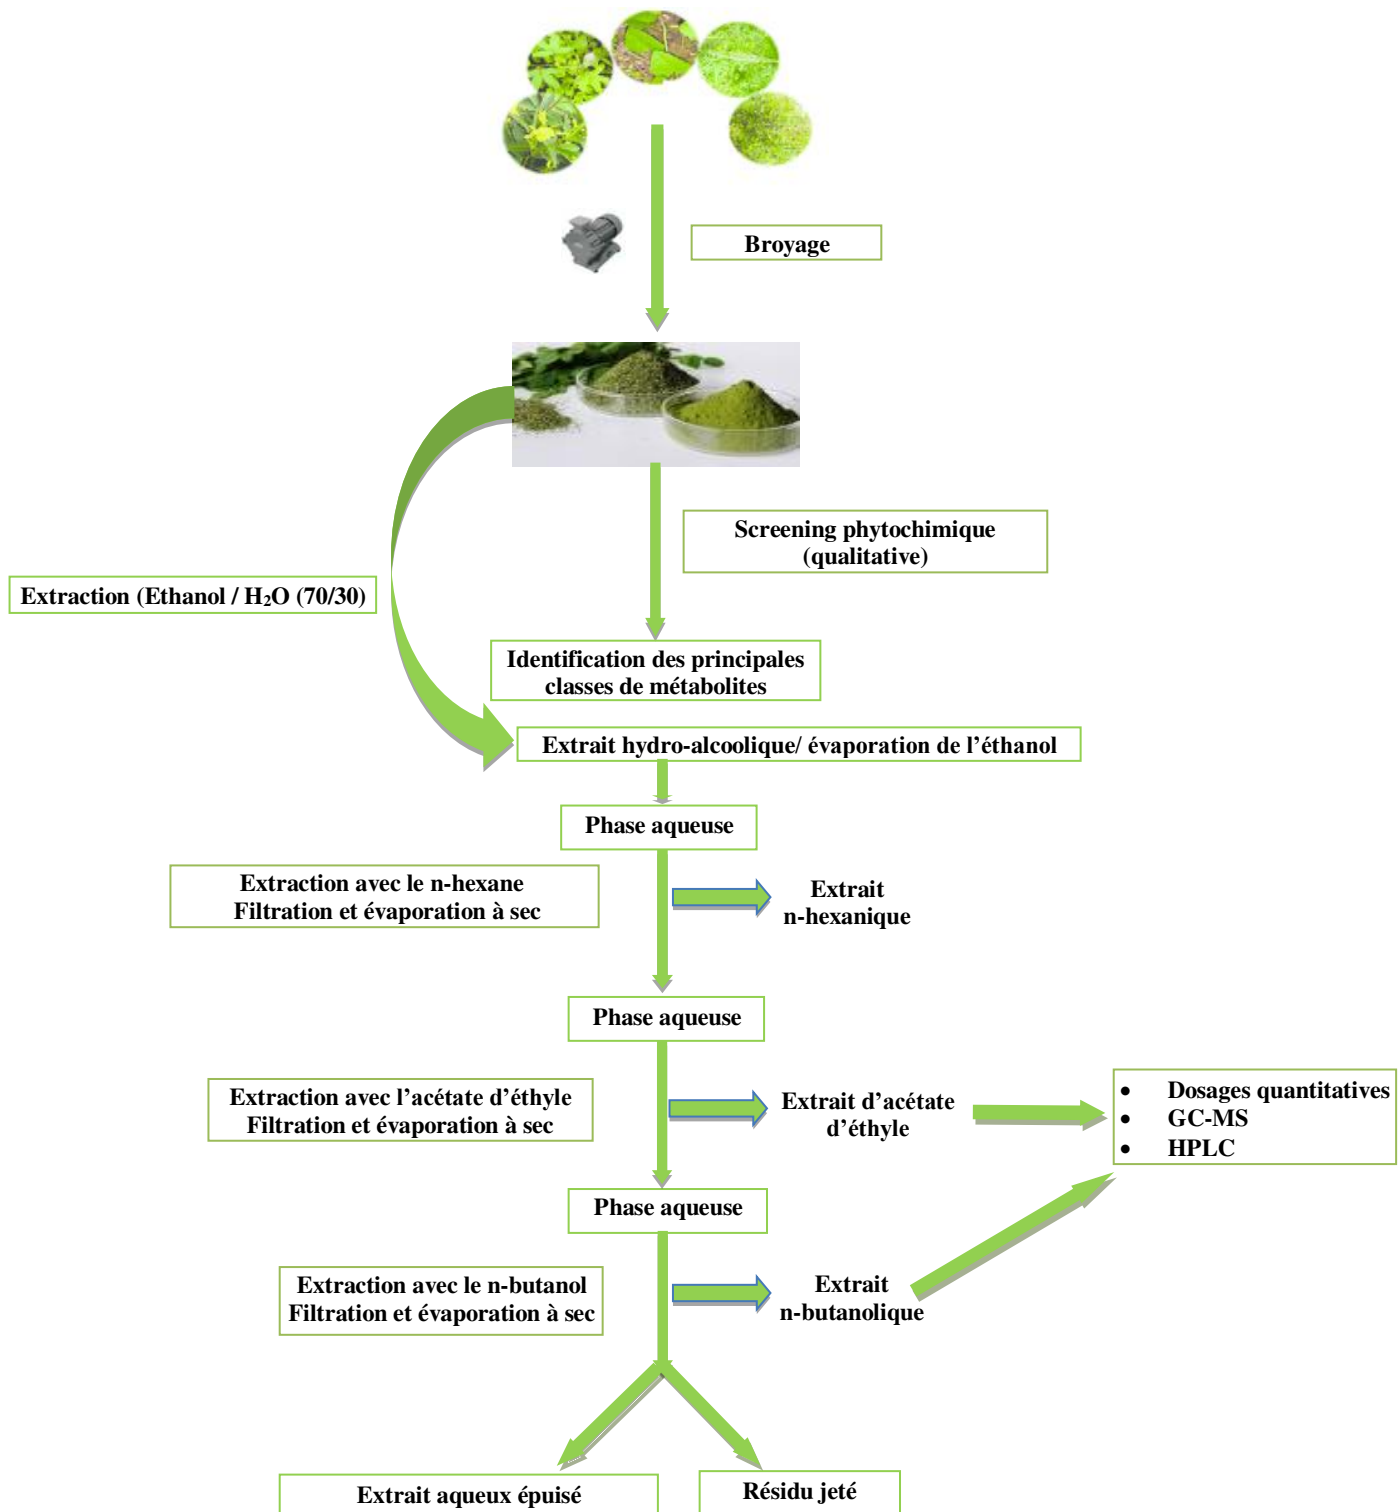 Broyage
Screening phytochimique
(qualitative)
Extraction (Ethanol / H₂O (70/30)
Identification des principales
classes de métabolites
Extrait hydro-alcoolique/ évaporation de l’éthanol
Phase aqueuse
Extraction avec le n-hexane
Filtration et évaporation à sec
Extrait
n-hexanique
Phase aqueuse
Extraction avec l’acétate d’éthyle
Filtration et évaporation à sec
Extrait d’acétate
d’éthyle
• Dosages quantitatives
• GC-MS
• HPLC
Phase aqueuse
Extraction avec le n-butanol
Filtration et évaporation à sec
Extrait
n-butanolique
Extrait aqueux épuisé
Résidu jeté